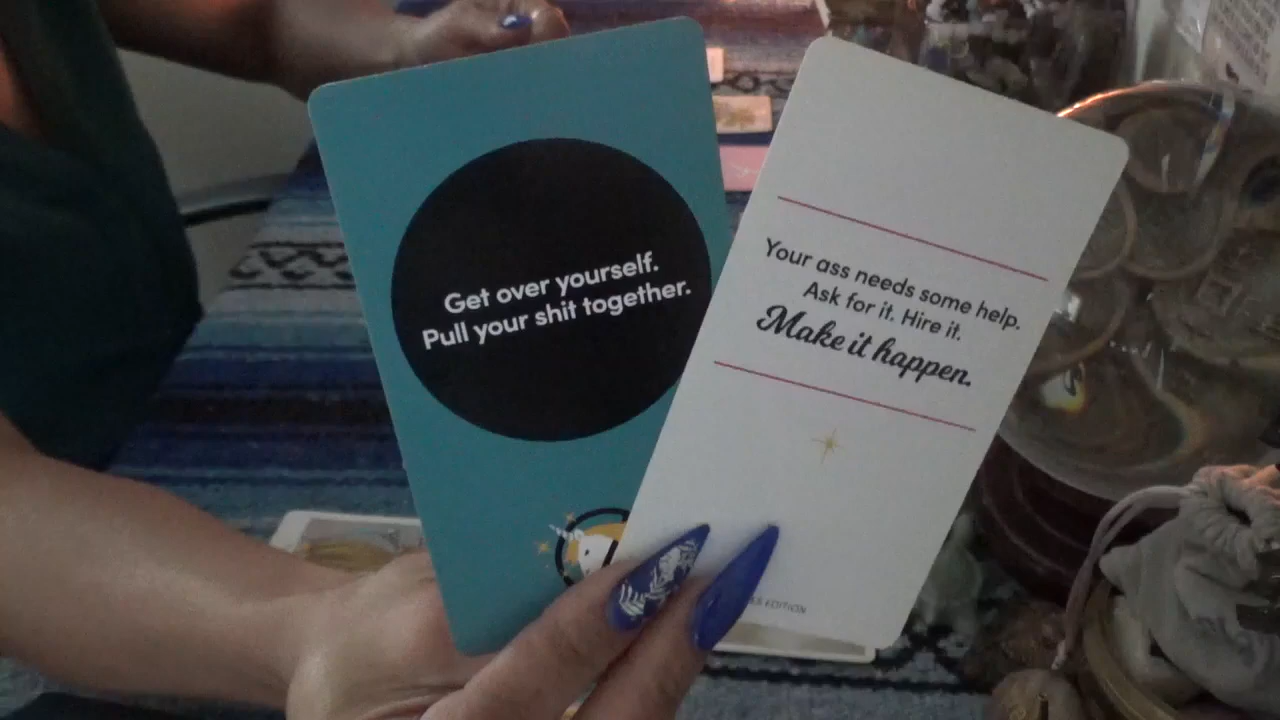 Get over yourself.
Pull your shit together.
Your ass needs some help.
Ask for it. Hire it.
Make it happen.
EDITION